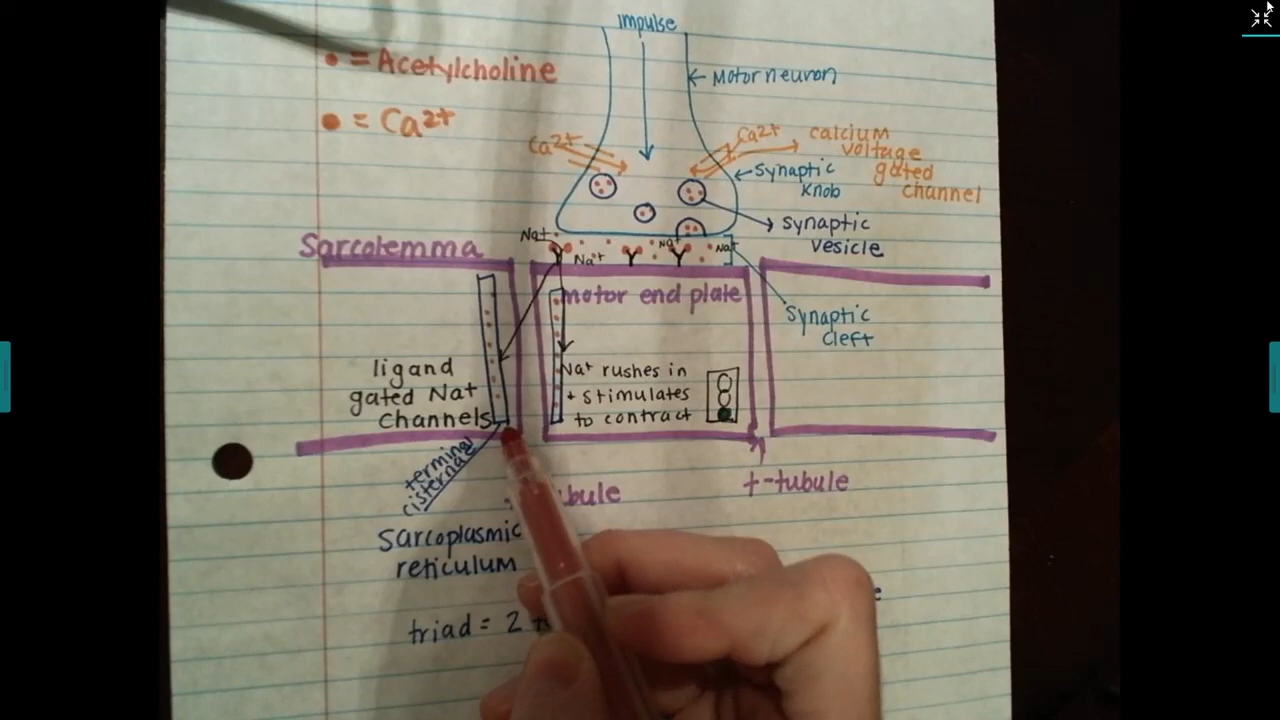 Impulse
• = Acetylcholine
• = Ca2+
← Motor neuron
Ca2+
Ca2+
calcium
voltage
gated
channel
← Synaptic
knob
Synaptic
vesicle
Sarcolemma
Na+
Na+
Na+
Na+
motor end plate
Synaptic
cleft
ligand
gated Na+
channels
Na+ rushes in
+ stimulates
to contract
terminal
cisternae
t-tubule
Sarcoplasmic
reticulum
triad = 2